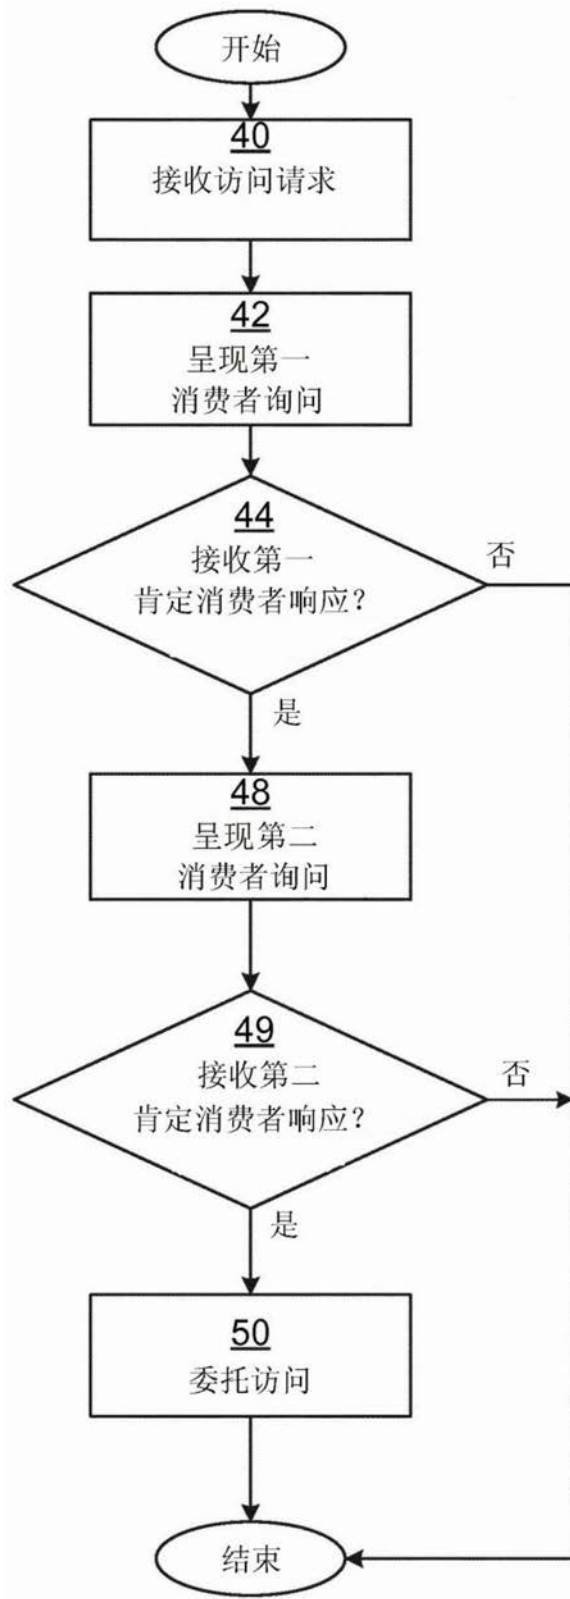 开始
40
接收访问请求
42
呈现第一
消费者询问
44
接收第一
肯定消费者响应?
否
是
48
呈现第二
消费者询问
49
接收第二
肯定消费者响应?
否
是
50
委托访问
结束